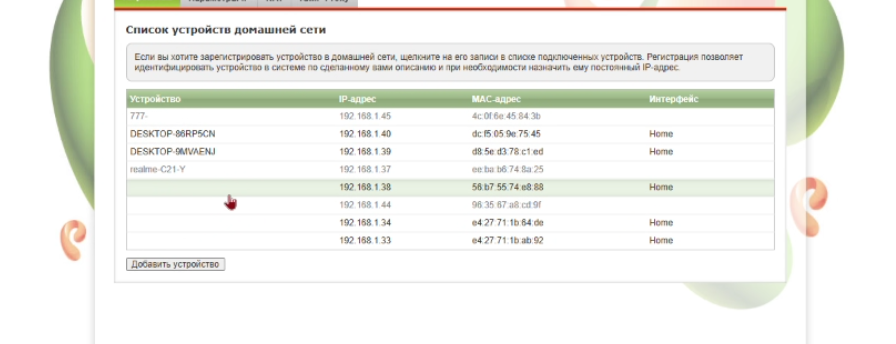 Список устройств домашней сети
Если вы хотите зарегистрировать устройство в домашней сети, щелкните на его записи в списке подключенных устройств. Регистрация позволяет
идентифицировать устройство в системе по сделанному вами описанию и при необходимости назначить ему постоянный IP-адрес.
Устройство IP-адрес MAC-адрес Интерфейс
777- 192.168.1.45 4c:0f:6e:45:84:3b
DESKTOP-86RP5CN 192.168.1.40 dc:f5:05:9e:75:45 Home
DESKTOP-9MVAENJ 192.168.1.39 d8:5e:d3:78:c1:ed Home
realme-C21-Y 192.168.1.37 ee:ba:b6:74:8a:25
192.168.1.38 56:b7:55:74:e8:88 Home
192.168.1.44 96:35:67:a8:cd:9f
192.168.1.34 e4:27:71:1b:64:de Home
192.168.1.33 e4:27:71:1b:ab:92 Home
Добавить устройство